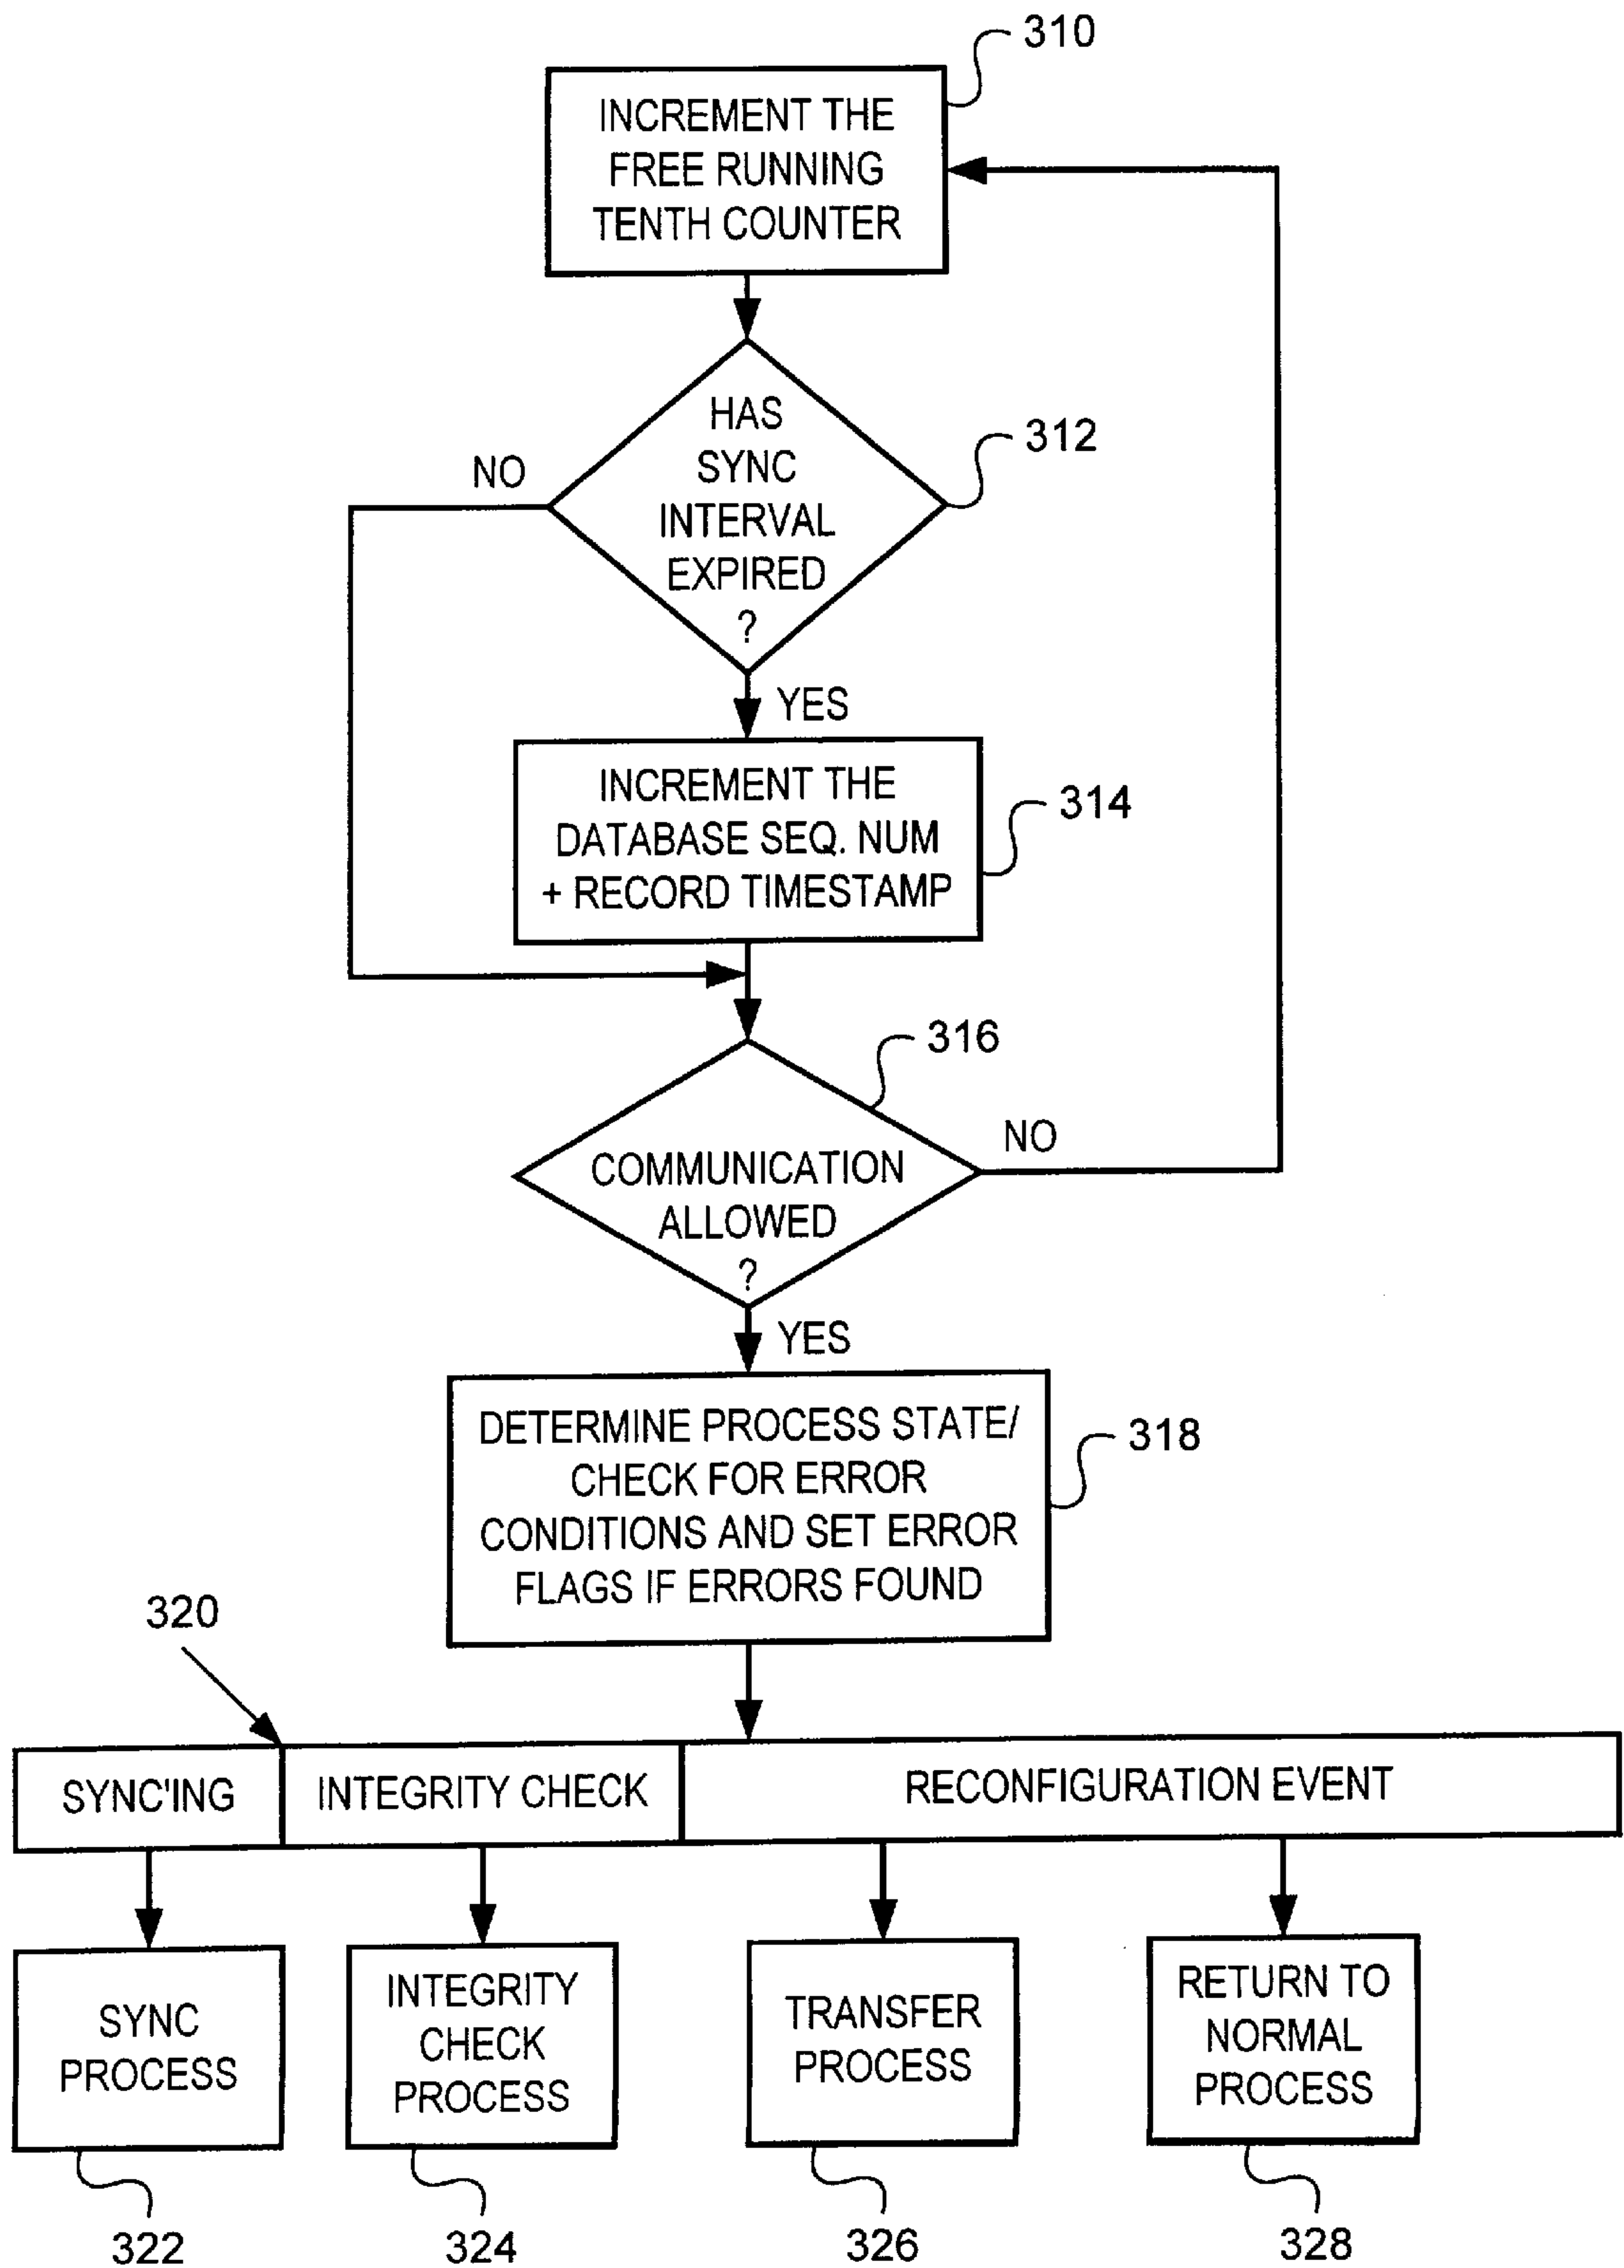 310
INCREMENT THE
FREE RUNNING
TENTH COUNTER
HAS
SYNC
INTERVAL
EXPIRED
?
312
NO
YES
INCREMENT THE
DATABASE SEQ. NUM
+ RECORD TIMESTAMP
314
316
COMMUNICATION
ALLOWED
?
NO
YES
DETERMINE PROCESS STATE/
CHECK FOR ERROR
CONDITIONS AND SET ERROR
FLAGS IF ERRORS FOUND
318
320
SYNC'ING
INTEGRITY CHECK
RECONFIGURATION EVENT
SYNC
PROCESS
INTEGRITY
CHECK
PROCESS
TRANSFER
PROCESS
RETURN TO
NORMAL
PROCESS
322
324
326
328